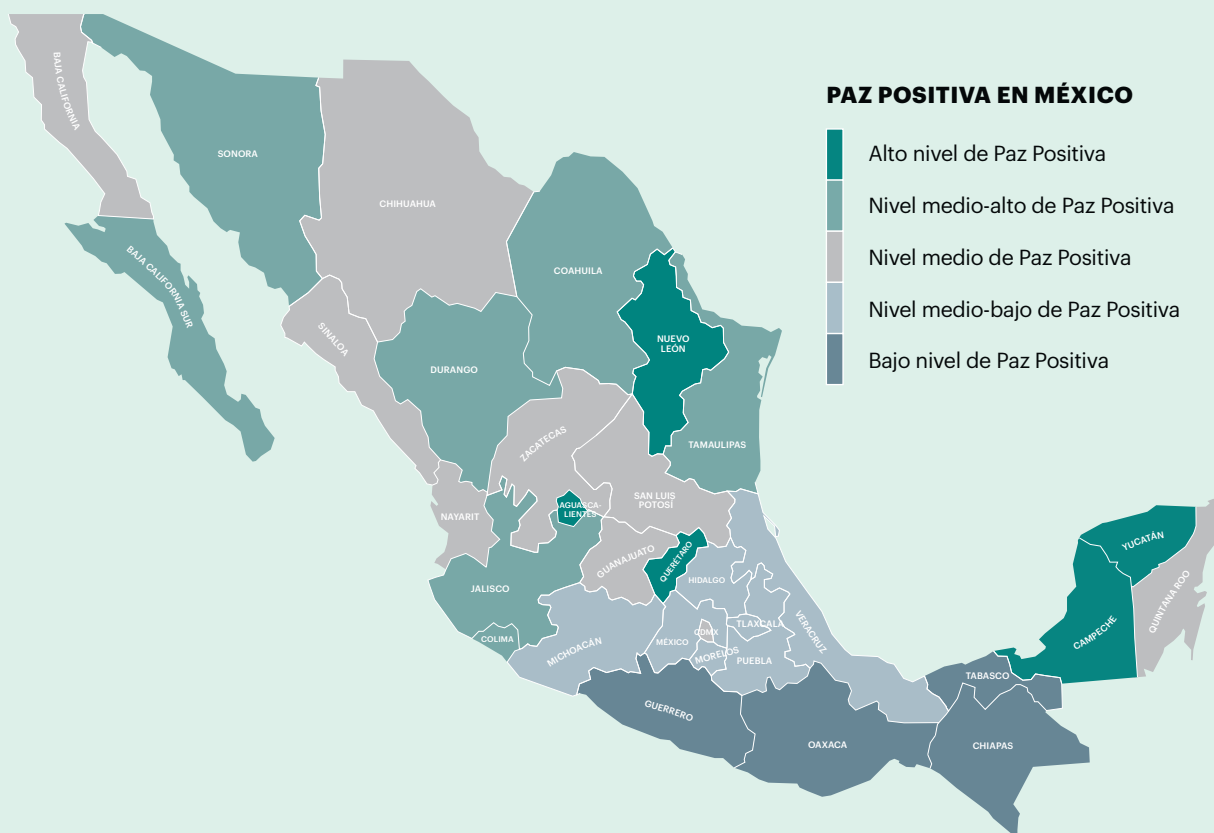 PAZ POSITIVA EN MÉXICO
Alto nivel de Paz Positiva
Nivel medio-alto de Paz Positiva
Nivel medio de Paz Positiva
Nivel medio-bajo de Paz Positiva
Bajo nivel de Paz Positiva
BAJA CALIFORNIA
SONORA
CHIHUAHUA
BAJA CALIFORNIA SUR
COAHUILA
SINALOA
NUEVO
LEÓN
DURANGO
TAMAULIPAS
ZACATECAS
SAN LUIS
POTOSÍ
AGUASCA-
LIENTES
NAYARIT
GUANAJUATO
QUERÉTARO
YUCATÁN
HIDALGO
JALISCO
QUINTANA ROO
COLIMA
MICHOACÁN
MÉXICO
CDMX
TLAXCALA
VERACRUZ
CAMPECHE
MORELOS
PUEBLA
TABASCO
GUERRERO
OAXACA
CHIAPAS